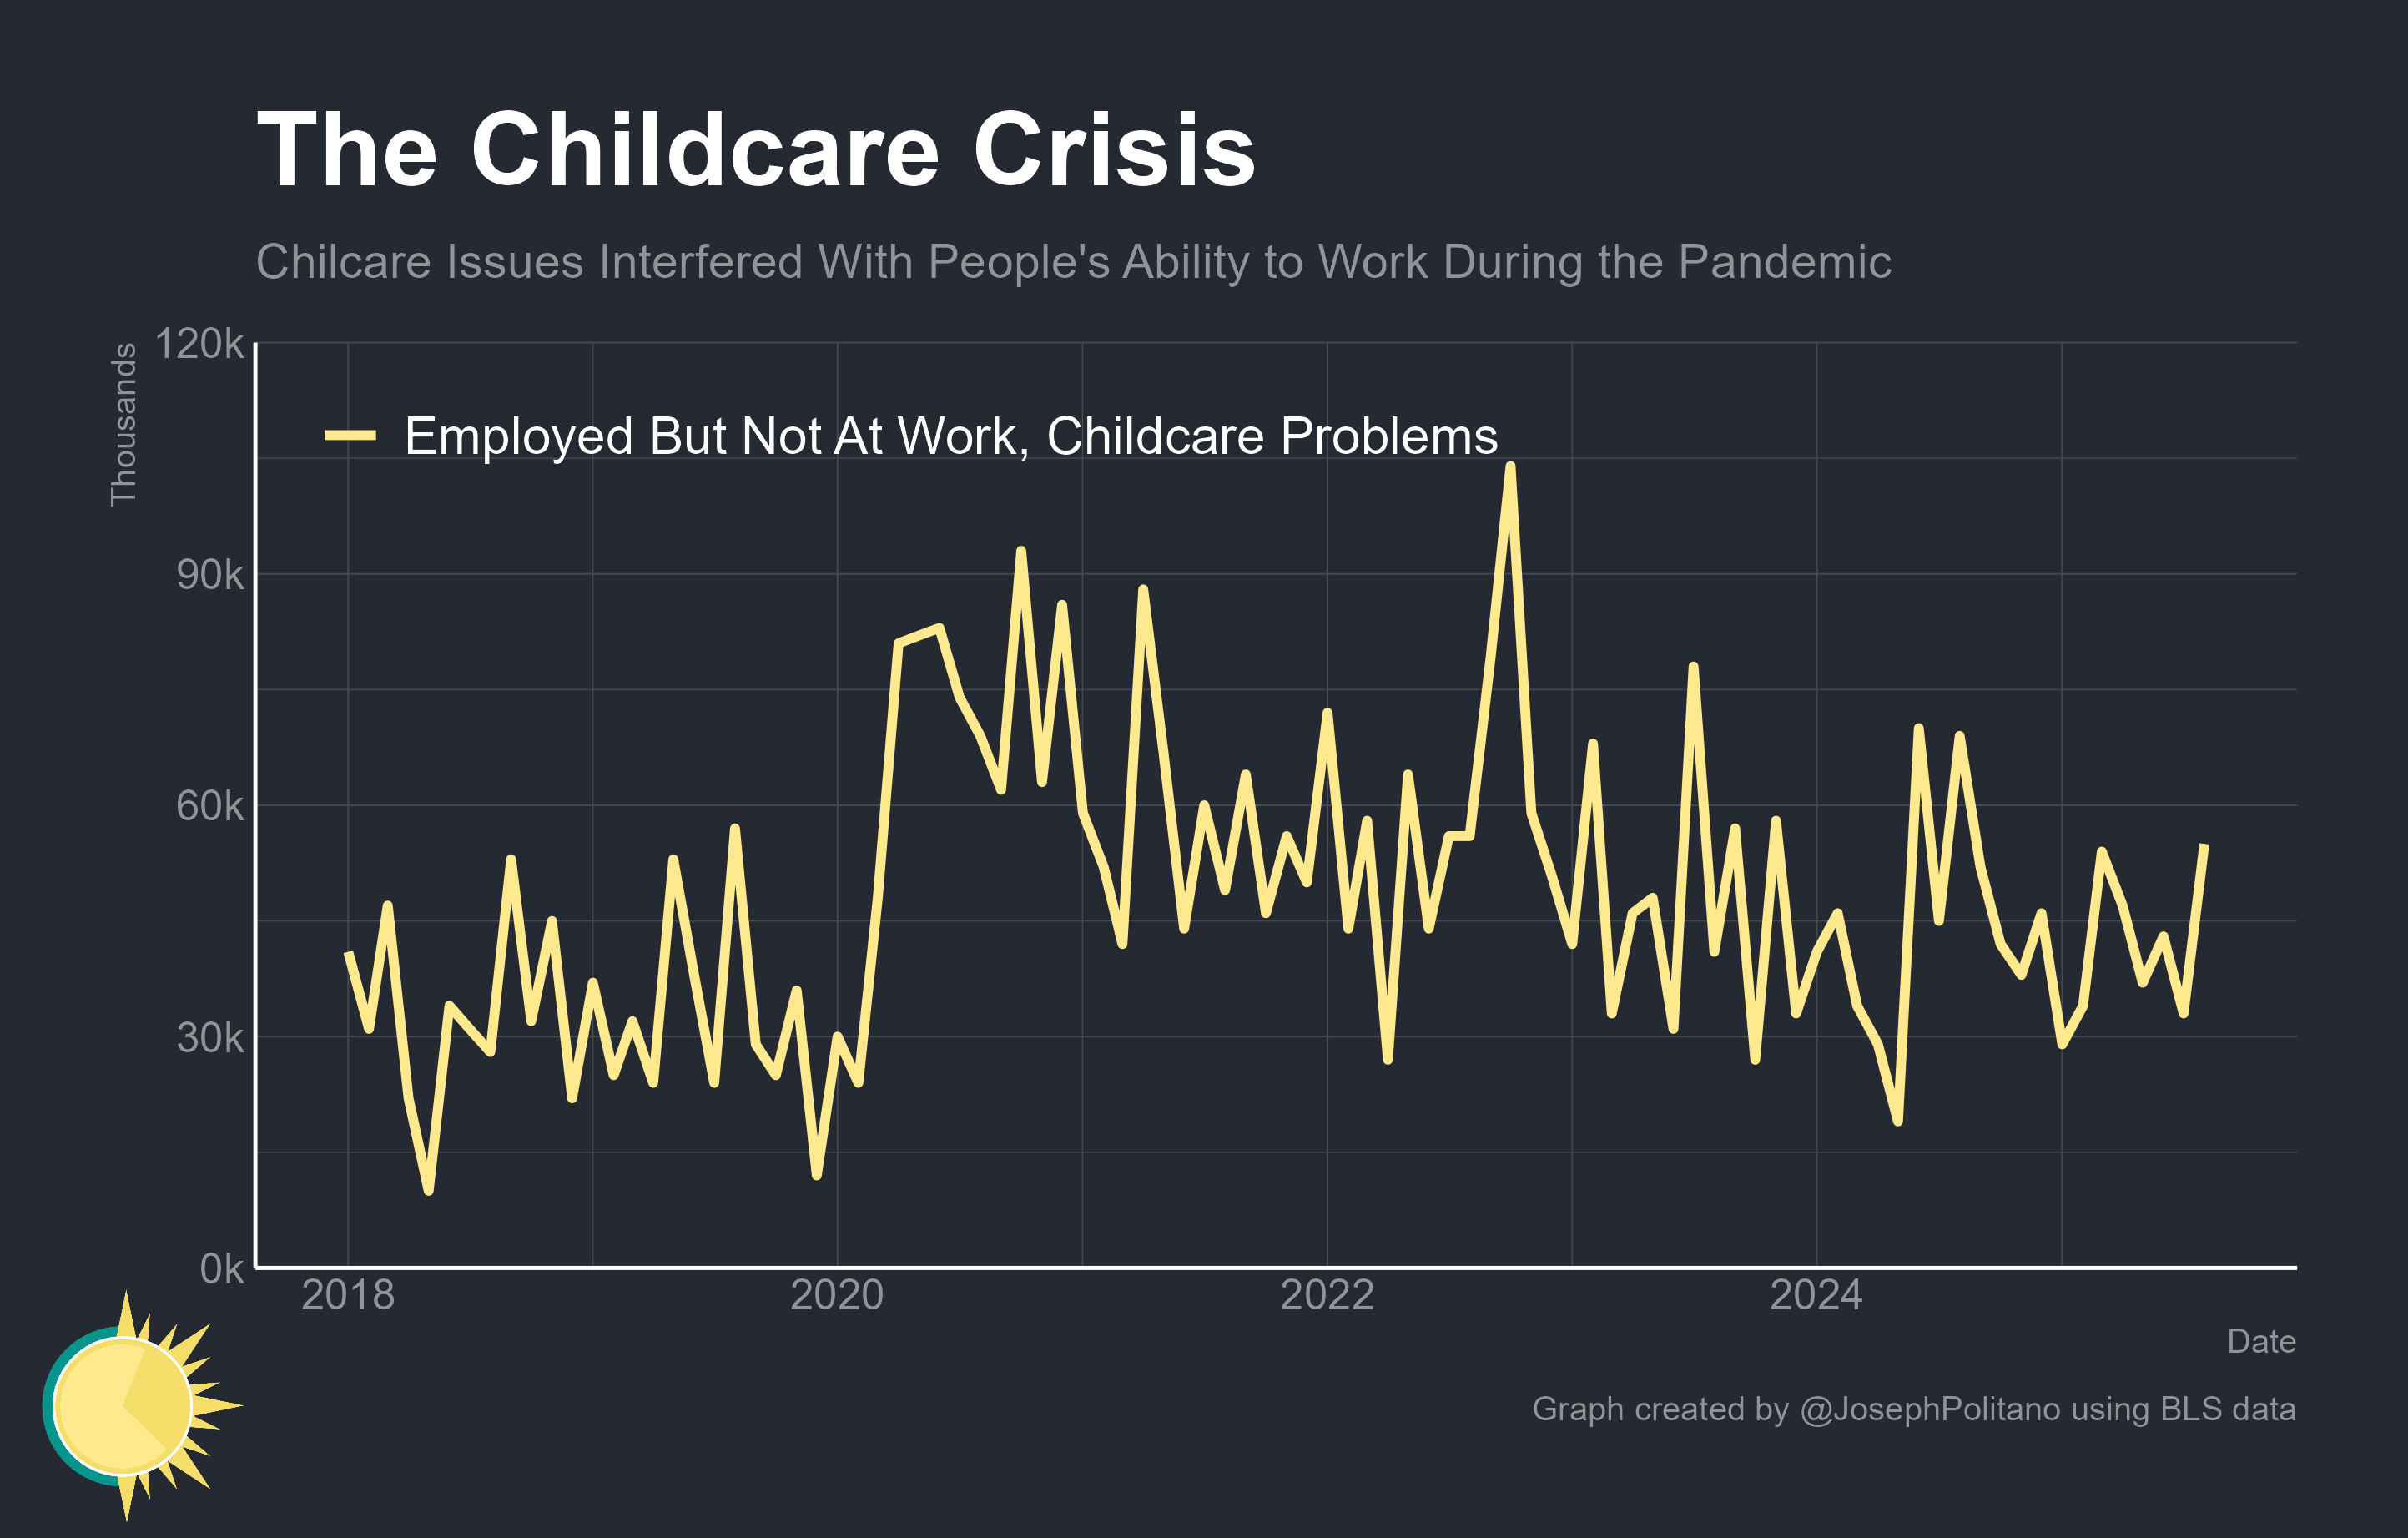 The Childcare Crisis
Chilcare Issues Interfered With People's Ability to Work During the Pandemic
Thousands
120k
Employed But Not At Work, Childcare Problems
90k
60k
30k
0k
2018 2020 2022 2024
Date
Graph created by @JosephPolitano using BLS data